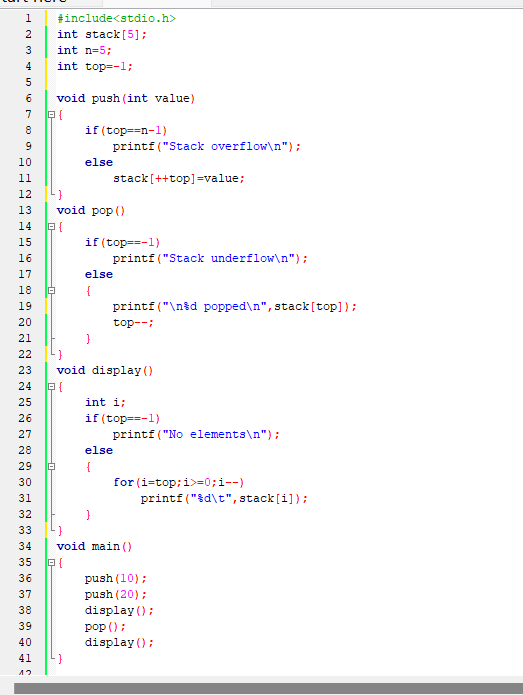 1 #include<stdio.h>
2 int stack[5];
3 int n=5;
4 int top=-1;
5
6 void push(int value)
7 {
8 if(top==n-1)
9 printf("Stack overflow\n");
10 else
11 stack[++top]=value;
12 }
13 void pop()
14 {
15 if(top==-1)
16 printf("Stack underflow\n");
17 else
18 {
19 printf("\n%d popped\n",stack[top]);
20 top--;
21 }
22 }
23 void display()
24 {
25 int i;
26 if(top==-1)
27 printf("No elements\n");
28 else
29 {
30 for(i=top;i>=0;i--)
31 printf("%d\t",stack[i]);
32 }
33 }
34 void main()
35 {
36 push(10);
37 push(20);
38 display();
39 pop();
40 display();
41 }
42